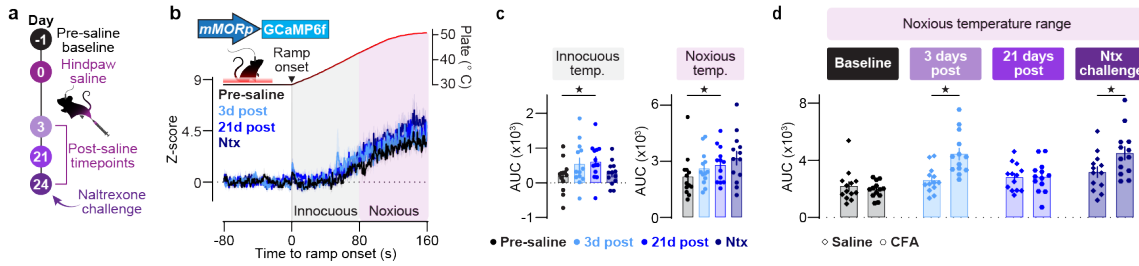 a
Day
-1
Pre-saline
baseline
0
Hindpaw
saline
3
21
24
Post-saline
timepoints
Naltrexone
challenge
b
mMORp
GCaMP6f
Ramp
onset
Plate (°C)
50
40
30
Pre-saline
3d post
21d post
Ntx
Z-score
9
4.5
0
Innocuous
Noxious
-80
0
80
160
Time to ramp onset (s)
c
Innocuous
temp.
Noxious
temp.
★
★
AUC (x10³)
2
1
0
-1
AUC (x10³)
6
3
0
Pre-saline
3d post
21d post
Ntx
d
Noxious temperature range
Baseline
3 days
post
21 days
post
Ntx
challenge
★
★
AUC (x10³)
8
4
0
Saline
CFA